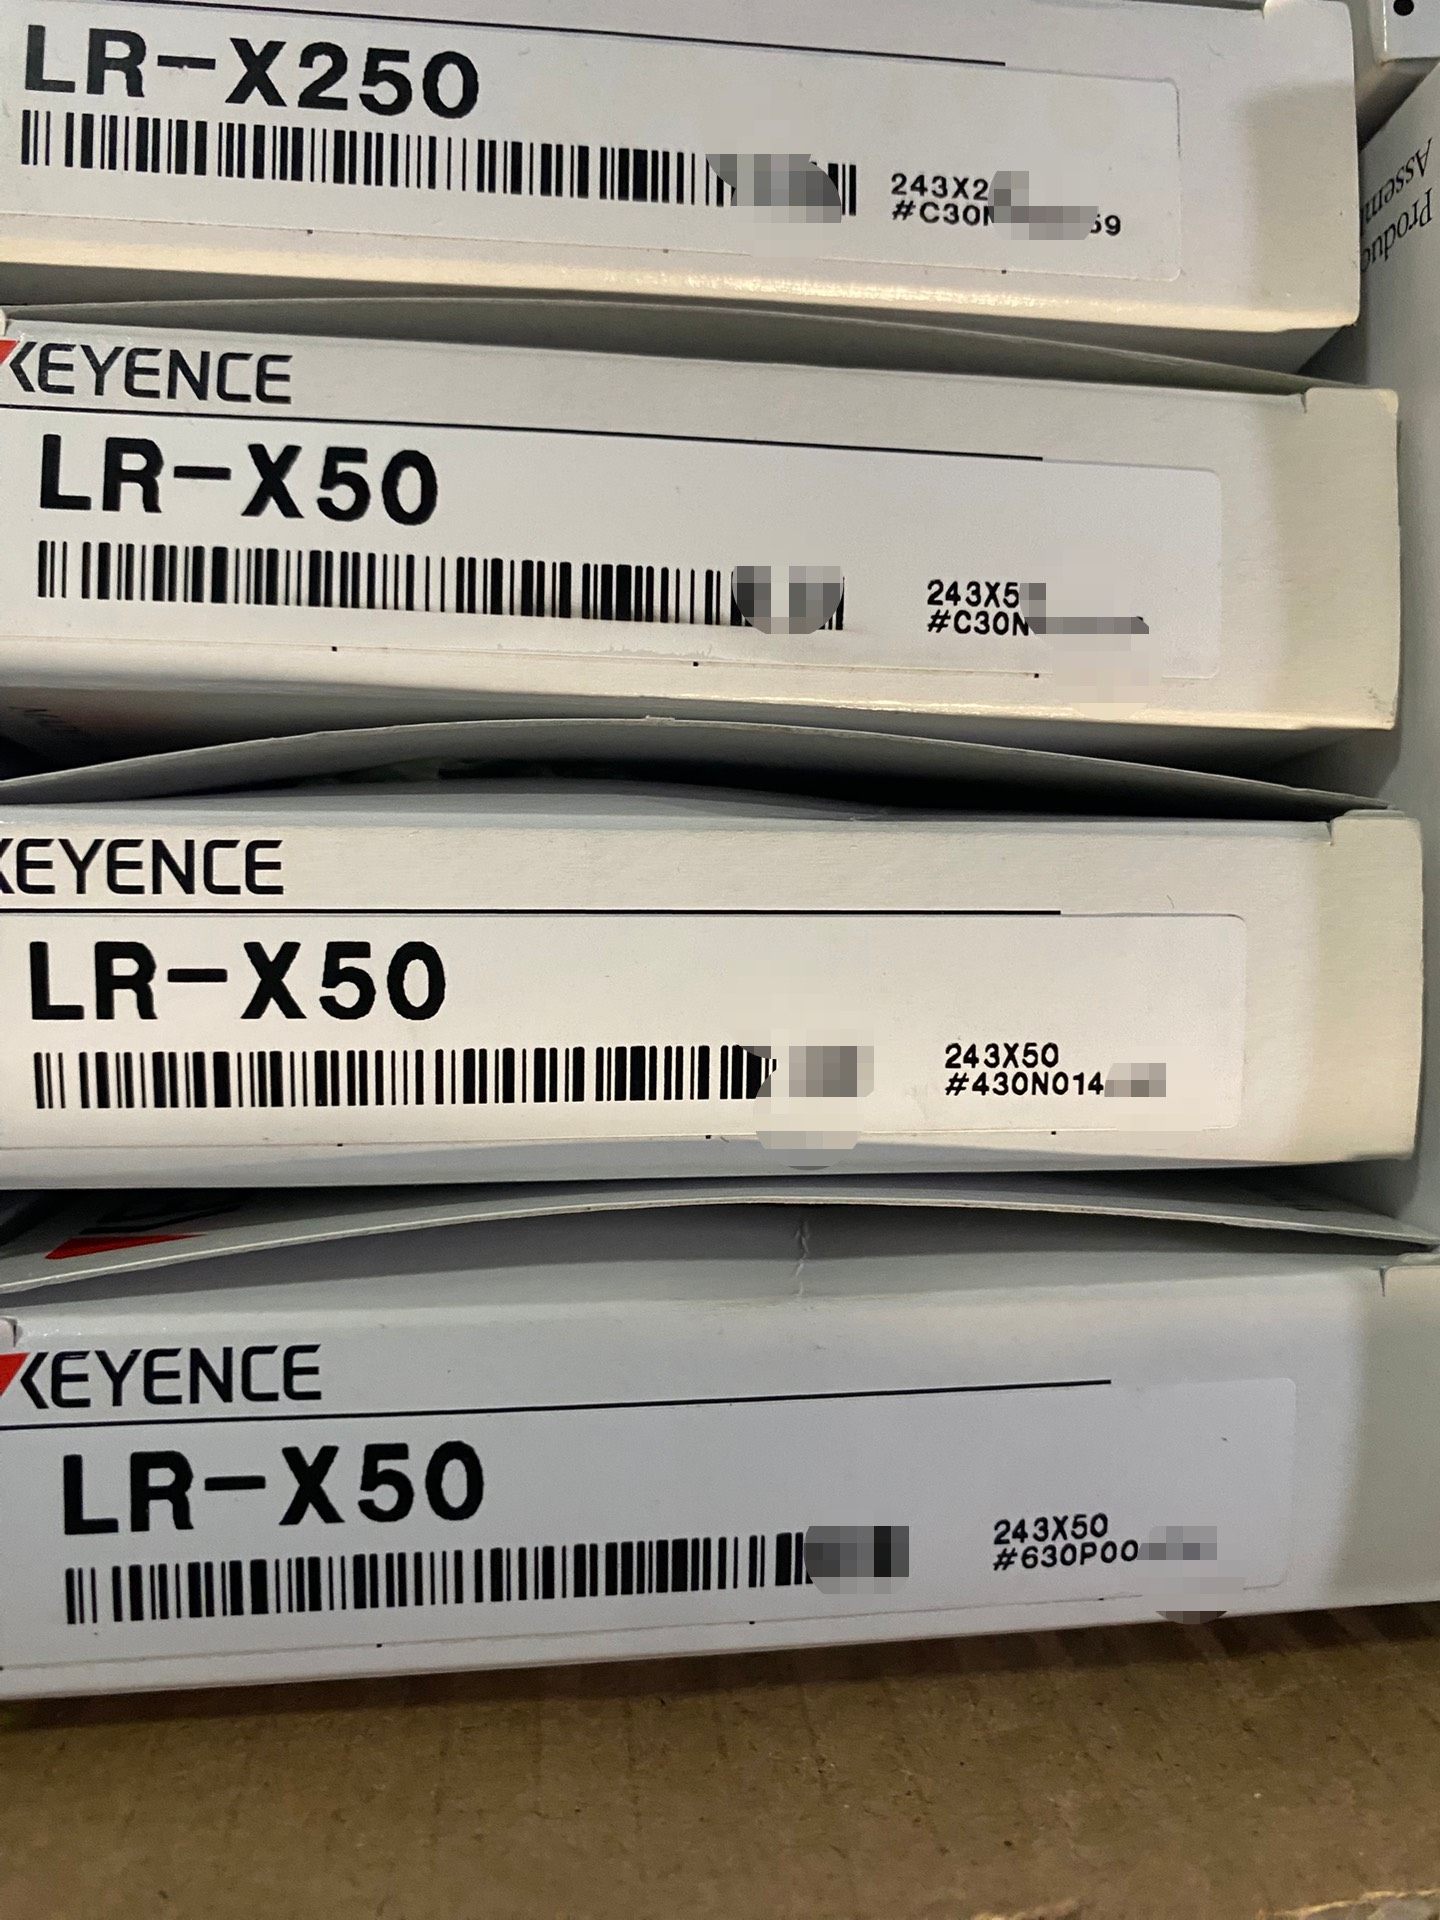 LR-X250
243X2
#C30N 59
KEYENCE
LR-X50
243X5
#C30N
KEYENCE
LR-X50
243X50
#430N014
KEYENCE
LR-X50
243X50
#630P00
Assem
Produc